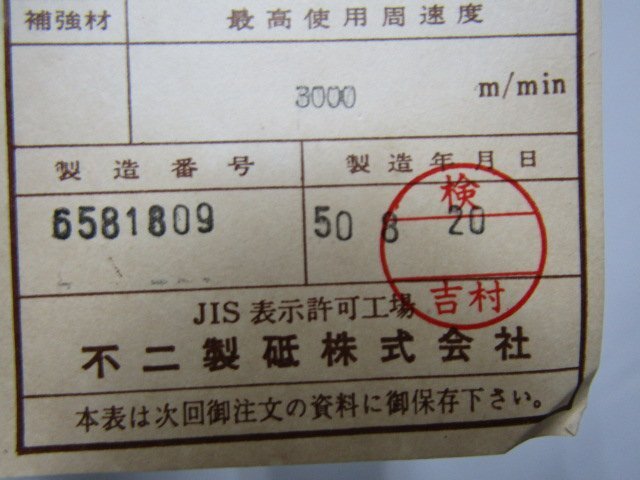 補強材 最高使用周速度
3000 m/min
製造番号 製造年月日
6581809 50 8 20
検
吉村
JIS表示許可工場
不二製砥株式会社
本表は次回御注文の資料に御保存下さい。